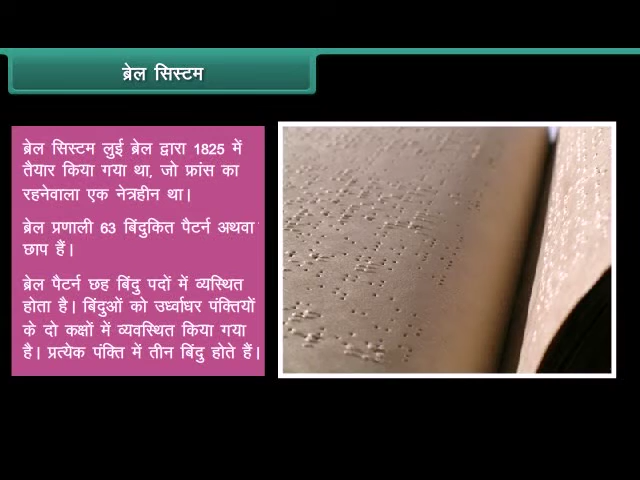 ब्रेल सिस्टम
ब्रेल सिस्टम लुई ब्रेल द्वारा 1825 में
तैयार किया गया था, जो फ्रांस का
रहनेवाला एक नेत्रहीन था।
ब्रेल प्रणाली 63 बिंदुकित पैटर्न अथवा
छाप हैं।
ब्रेल पैटर्न छह बिंदु पदों में व्यस्थित
होता है। बिंदुओं को उर्ध्वाधर पंक्तियों
के दो कक्षों में व्यवस्थित किया गया
है। प्रत्येक पंक्ति में तीन बिंदु होते हैं।